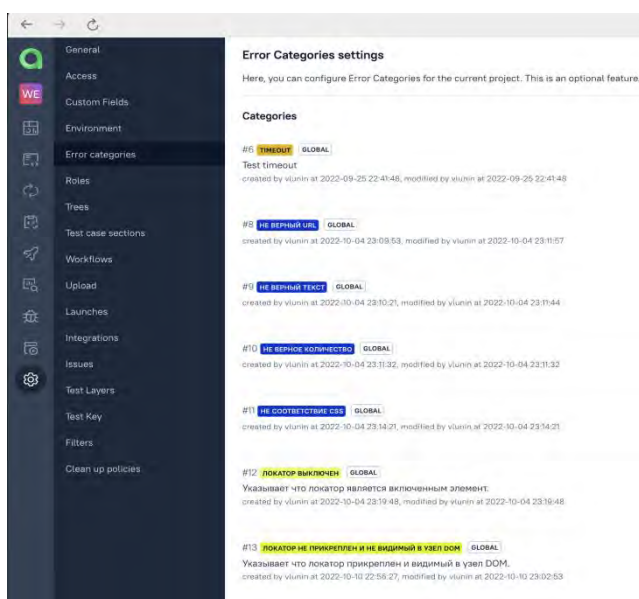 WE
General
Access
Custom Fields
Environment
Error categories
Roles
Trees
Test case sections
Workflows
Upload
Launches
Integrations
Issues
Test Layers
Test Key
Filters
Clean up policies
Error Categories settings
Here, you can configure Error Categories for the current project. This is an optional feature
Categories
#6 TIMEOUT GLOBAL
Test timeout
created by vlunin at 2022-09-25 22:41:48, modified by vlunin at 2022-09-25 22:41:48
#8 НЕ ВЕРНЫЙ URL GLOBAL
created by vlunin at 2022-10-04 23:09:53, modified by vlunin at 2022-10-04 23:11:57
#9 НЕ ВЕРНЫЙ ТЕКСТ GLOBAL
created by vlunin at 2022-10-04 23:10:21, modified by vlunin at 2022-10-04 23:11:44
#10 НЕ ВЕРНОЕ КОЛИЧЕСТВО GLOBAL
created by vlunin at 2022-10-04 23:11:32, modified by vlunin at 2022-10-04 23:11:32
#11 НЕ СООТВЕТСТВИЕ CSS GLOBAL
created by vlunin at 2022-10-04 23:14:21, modified by vlunin at 2022-10-04 23:14:21
#12 ЛОКАТОР ВЫКЛЮЧЕН GLOBAL
Указывает что локатор является включенным элемент.
created by vlunin at 2022-10-04 23:19:48, modified by vlunin at 2022-10-04 23:19:48
#13 ЛОКАТОР НЕ ПРИКРЕПЛЕН И НЕ ВИДИМЫЙ В УЗЕЛ DOM GLOBAL
Указывает что локатор прикреплен и видимый в узел DOM.
created by vlunin at 2022-10-10 22:56:27, modified by vlunin at 2022-10-10 23:02:53